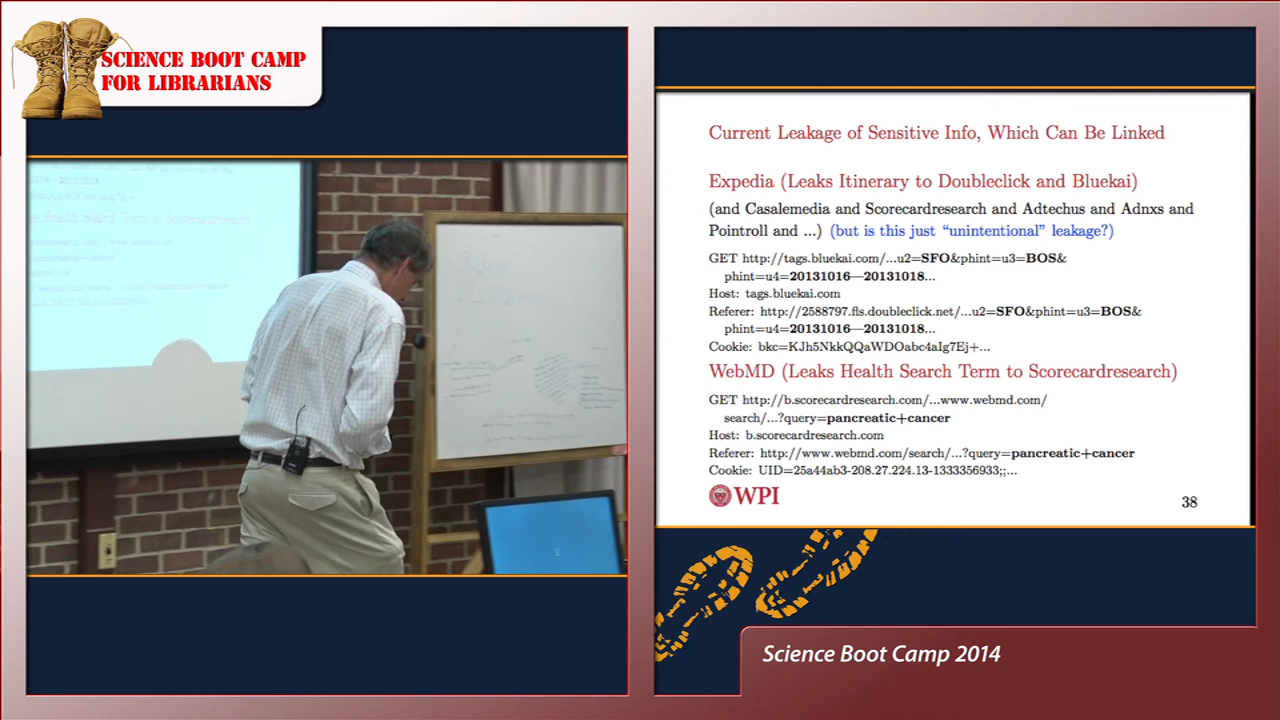 SCIENCE BOOT CAMP
FOR LIBRARIANS
Current Leakage of Sensitive Info, Which Can Be Linked
Expedia (Leaks Itinerary to Doubleclick and Bluekai)
(and Casalemedia and Scorecardresearch and Adtechus and Adnxs and
Pointroll and ...) (but is this just “unintentional” leakage?)
GET http://tags.bluekai.com/...u2=SFO&phint=u3=BOS&
phint=u4=20131016—20131018...
Host: tags.bluekai.com
Referer: http://2588797.fls.doubleclick.net/...u2=SFO&phint=u3=BOS&
phint=u4=20131016—20131018...
Cookie: bkc=KJh5NkkQQaWDOabc4aIg7Ej+...
WebMD (Leaks Health Search Term to Scorecardresearch)
GET http://b.scorecardresearch.com/...www.webmd.com/
search/...?query=pancreatic+cancer
Host: b.scorecardresearch.com
Referer: http://www.webmd.com/search/...?query=pancreatic+cancer
Cookie: UID=25a44ab3-208.27.224.13-1333356933;;...
WPI
38
Science Boot Camp 2014